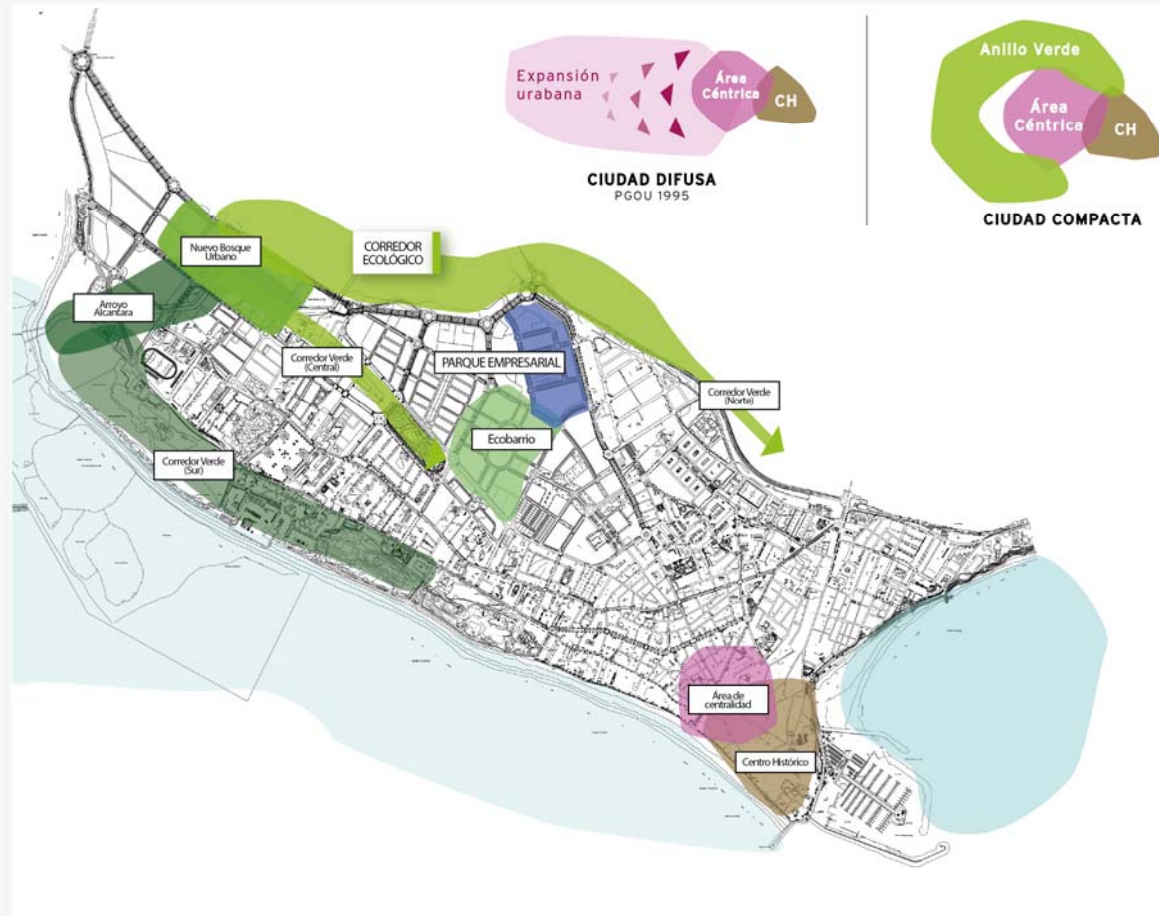 Expansión
urabana
Área
Céntrica
CH
CIUDAD DIFUSA
PGOU 1995
Anillo Verde
Área
Céntrica
CH
CIUDAD COMPACTA
Nuevo Bosque
Urbano
CORREDOR
ECOLÓGICO
Arroyo
Alcantara
Corredor Verde
(Central)
PARQUE EMPRESARIAL
Corredor Verde
(Norte)
Ecobarrio
Corredor Verde
(Sur)
Área de
centralidad
Centro Histórico